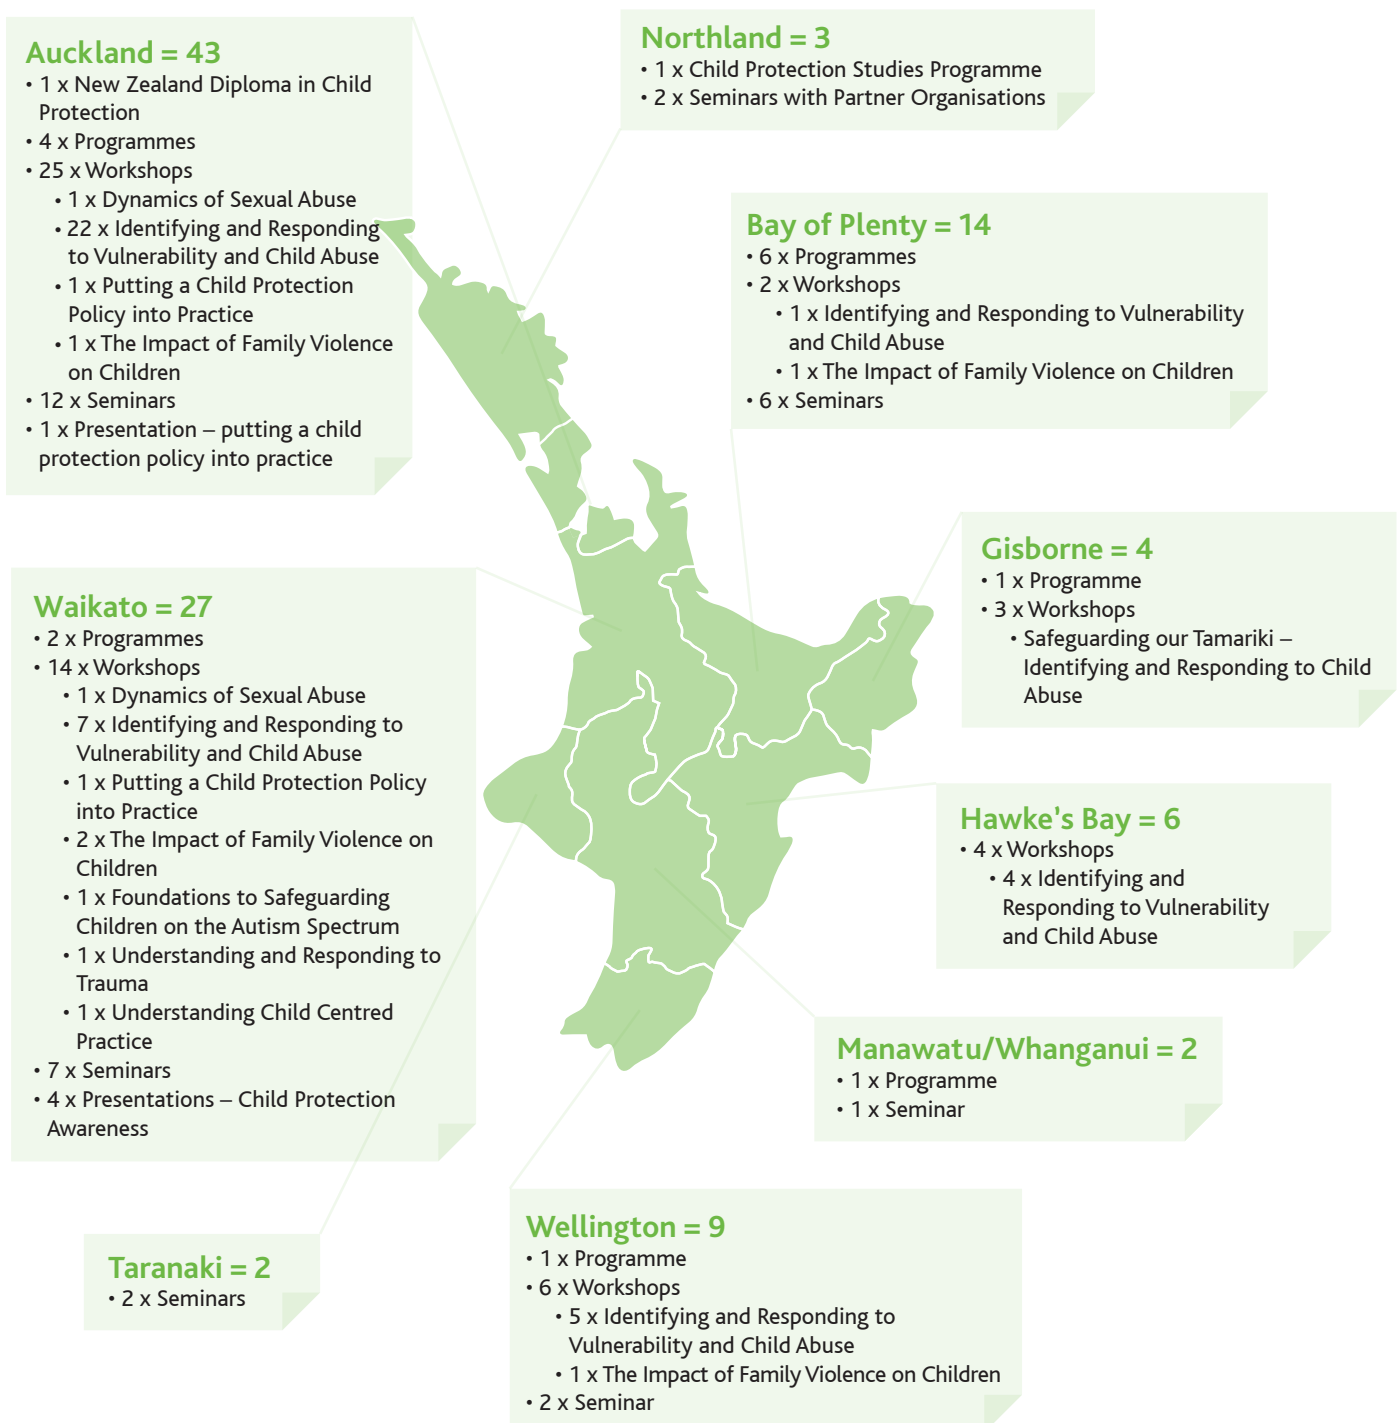 Auckland = 43
• 1 x New Zealand Diploma in Child
Protection
• 4 x Programmes
• 25 x Workshops
• 1 x Dynamics of Sexual Abuse
• 22 x Identifying and Responding
to Vulnerability and Child Abuse
• 1 x Putting a Child Protection
Policy into Practice
• 1 x The Impact of Family Violence
on Children
• 12 x Seminars
• 1 x Presentation – putting a child
protection policy into practice
Northland = 3
• 1 x Child Protection Studies Programme
• 2 x Seminars with Partner Organisations
Bay of Plenty = 14
• 6 x Programmes
• 2 x Workshops
• 1 x Identifying and Responding to Vulnerability
and Child Abuse
• 1 x The Impact of Family Violence on Children
• 6 x Seminars
Gisborne = 4
• 1 x Programme
• 3 x Workshops
• Safeguarding our Tamariki –
Identifying and Responding to Child
Abuse
Waikato = 27
• 2 x Programmes
• 14 x Workshops
• 1 x Dynamics of Sexual Abuse
• 7 x Identifying and Responding to
Vulnerability and Child Abuse
• 1 x Putting a Child Protection Policy
into Practice
• 2 x The Impact of Family Violence on
Children
• 1 x Foundations to Safeguarding
Children on the Autism Spectrum
• 1 x Understanding and Responding to
Trauma
• 1 x Understanding Child Centred
Practice
• 7 x Seminars
• 4 x Presentations – Child Protection
Awareness
Hawke's Bay = 6
• 4 x Workshops
• 4 x Identifying and
Responding to Vulnerability
and Child Abuse
Manawatu/Whanganui = 2
• 1 x Programme
• 1 x Seminar
Taranaki = 2
• 2 x Seminars
Wellington = 9
• 1 x Programme
• 6 x Workshops
• 5 x Identifying and Responding to
Vulnerability and Child Abuse
• 1 x The Impact of Family Violence on Children
• 2 x Seminar